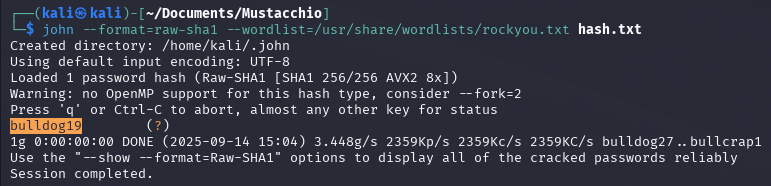 ┌──(kali㉿kali)-[~/Documents/Mustacchio]
└─$ john --format=raw-sha1 --wordlist=/usr/share/wordlists/rockyou.txt hash.txt
Created directory: /home/kali/.john
Using default input encoding: UTF-8
Loaded 1 password hash (Raw-SHA1 [SHA1 256/256 AVX2 8x])
Warning: no OpenMP support for this hash type, consider --fork=2
Press 'q' or Ctrl-C to abort, almost any other key for status
bulldog19        (?)
1g 0:00:00:00 DONE (2025-09-14 15:04) 3.448g/s 2359Kp/s 2359Kc/s 2359KC/s bulldog27..bullcrap1
Use the "--show --format=Raw-SHA1" options to display all of the cracked passwords reliably
Session completed.